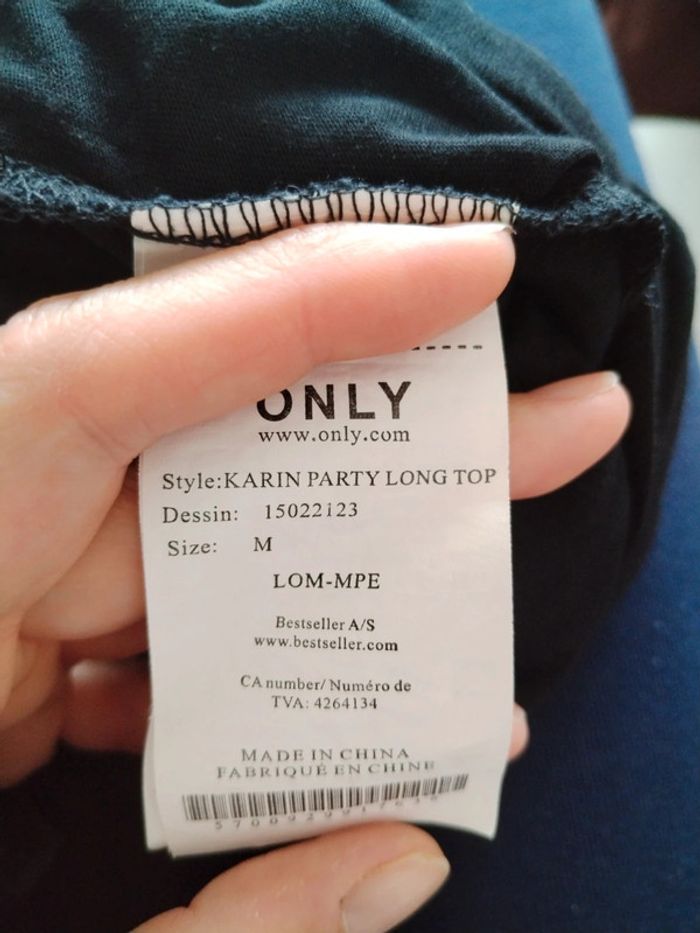 ONLY
www.only.com
Style:KARIN PARTY LONG TOP
Dessin: 15022123
Size: M
LOM-MPE
Bestseller A/S
www.bestseller.com
CA number/ Numéro de
TVA: 4264134
MADE IN CHINA
FABRIQUÉ EN CHINE